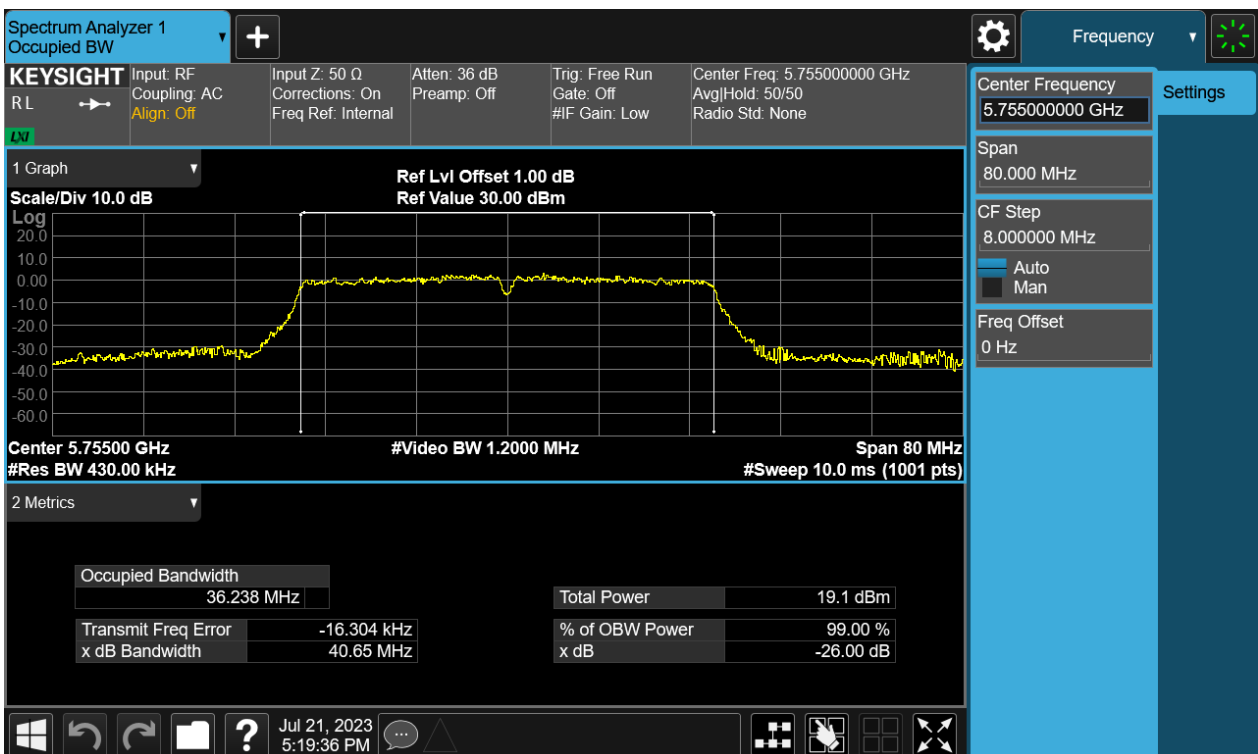 Spectrum Analyzer 1
Occupied BW
+
Frequency
KEYSIGHT
R L
LXI
Input: RF
Coupling: AC
Align: Off
Input Z: 50 Ω
Corrections: On
Freq Ref: Internal
Atten: 36 dB
Preamp: Off
Trig: Free Run
Gate: Off
#IF Gain: Low
Center Freq: 5.755000000 GHz
Avg|Hold: 50/50
Radio Std: None
Center Frequency
5.755000000 GHz
Settings
Span
80.000 MHz
CF Step
8.000000 MHz
Auto
Man
Freq Offset
0 Hz
1 Graph
Scale/Div 10.0 dB
Ref Lvl Offset 1.00 dB
Ref Value 30.00 dBm
Log
20.0
10.0
0.00
-10.0
-20.0
-30.0
-40.0
-50.0
-60.0
Center 5.75500 GHz
#Video BW 1.2000 MHz
Span 80 MHz
#Res BW 430.00 kHz
#Sweep 10.0 ms (1001 pts)
2 Metrics
Occupied Bandwidth
36.238 MHz
Total Power 19.1 dBm
Transmit Freq Error -16.304 kHz
% of OBW Power 99.00 %
x dB Bandwidth 40.65 MHz
x dB -26.00 dB
?
Jul 21, 2023
5:19:36 PM